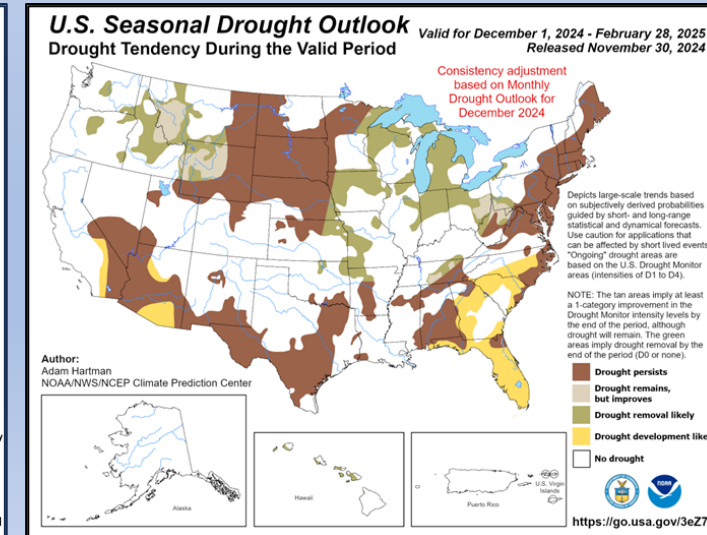 U.S. Seasonal Drought Outlook
Drought Tendency During the Valid Period
Valid for December 1, 2024 - February 28, 2025
Released November 30, 2024
Consistency adjustment
based on Monthly
Drought Outlook for
December 2024
Depicts large-scale trends based
on subjectively derived probabilities
guided by short- and long-range
statistical and dynamical forecasts.
Use caution for applications that
can be affected by short lived events.
"Ongoing" drought areas are
based on the U.S. Drought Monitor
areas (intensities of D1 to D4).
NOTE: The tan areas imply at least
a 1-category improvement in the
Drought Monitor intensity levels by
the end of the period, although
drought will remain. The green
areas imply drought removal by the
end of the period (D0 or none).
Author:
Adam Hartman
NOAA/NWS/NCEP Climate Prediction Center
Drought persists
Drought remains,
but improves
Drought removal likely
Drought development like
No drought
Alaska
Hawaii
Puerto Rico
U.S. Virgin
Islands
NOAA
https://go.usa.gov/3eZ7